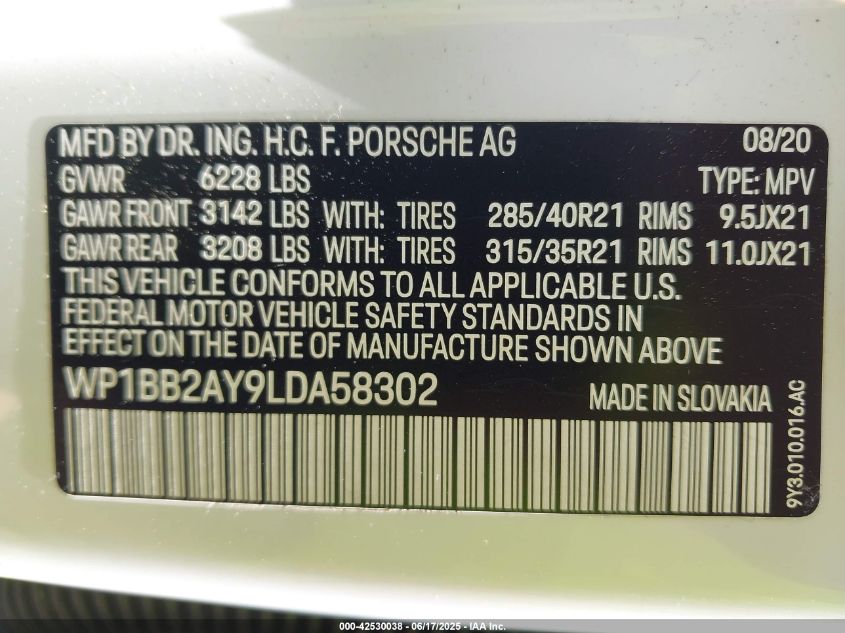 MFD BY DR. ING. H.C. F. PORSCHE AG 08/20
GVWR 6228 LBS TYPE: MPV
GAWR FRONT 3142 LBS WITH: TIRES 285/40R21 RIMS 9.5JX21
GAWR REAR 3208 LBS WITH: TIRES 315/35R21 RIMS 11.0JX21
THIS VEHICLE CONFORMS TO ALL APPLICABLE U.S.
FEDERAL MOTOR VEHICLE SAFETY STANDARDS IN
EFFECT ON THE DATE OF MANUFACTURE SHOWN ABOVE
WP1BB2AY9LDA58302 MADE IN SLOVAKIA
9Y3.010.016.AC
000-42530038 - 06/17/2025 - IAA Inc.